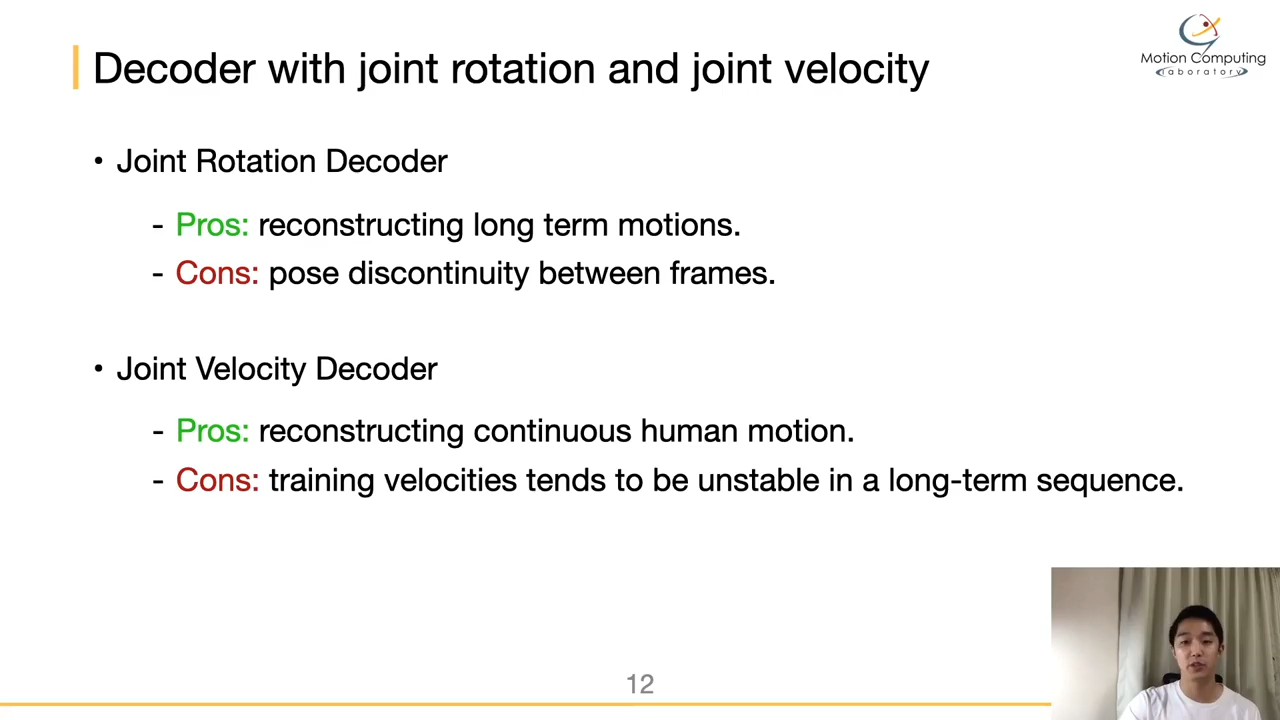 Decoder with joint rotation and joint velocity
Motion Computing
laboratory
• Joint Rotation Decoder
- Pros: reconstructing long term motions.
- Cons: pose discontinuity between frames.
• Joint Velocity Decoder
- Pros: reconstructing continuous human motion.
- Cons: training velocities tends to be unstable in a long-term sequence.
12